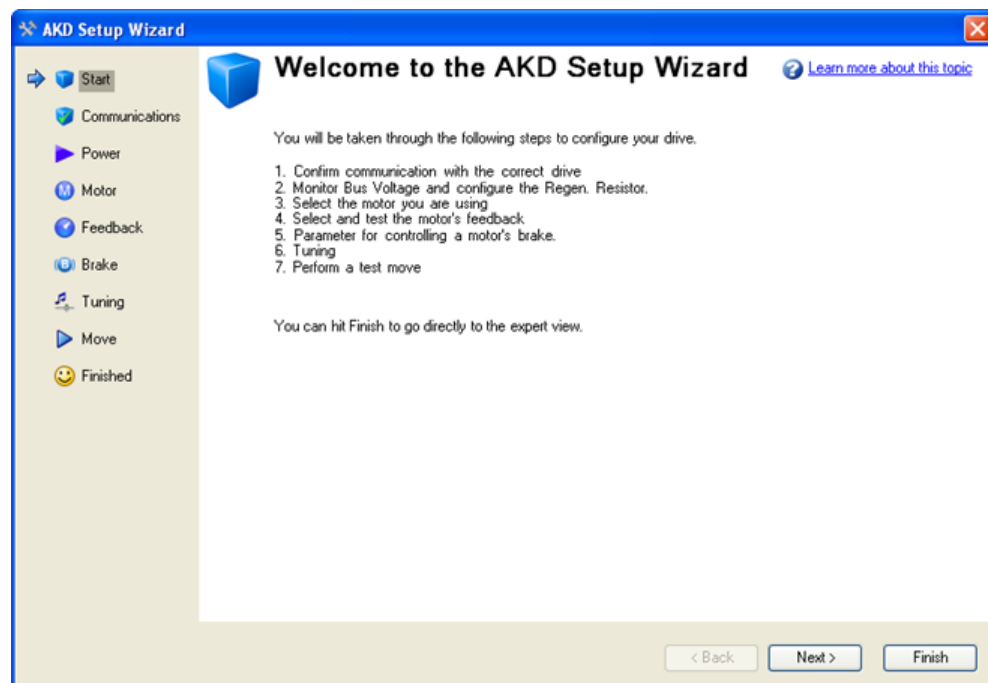 AKD Setup Wizard
Start
Communications
Power
Motor
Feedback
Brake
Tuning
Move
Finished
Welcome to the AKD Setup Wizard
Learn more about this topic
You will be taken through the following steps to configure your drive.
1. Confirm communication with the correct drive
2. Monitor Bus Voltage and configure the Regen. Resistor.
3. Select the motor you are using
4. Select and test the motor's feedback
5. Parameter for controlling a motor's brake.
6. Tuning
7. Perform a test move
You can hit Finish to go directly to the expert view.
< Back
Next >
Finish